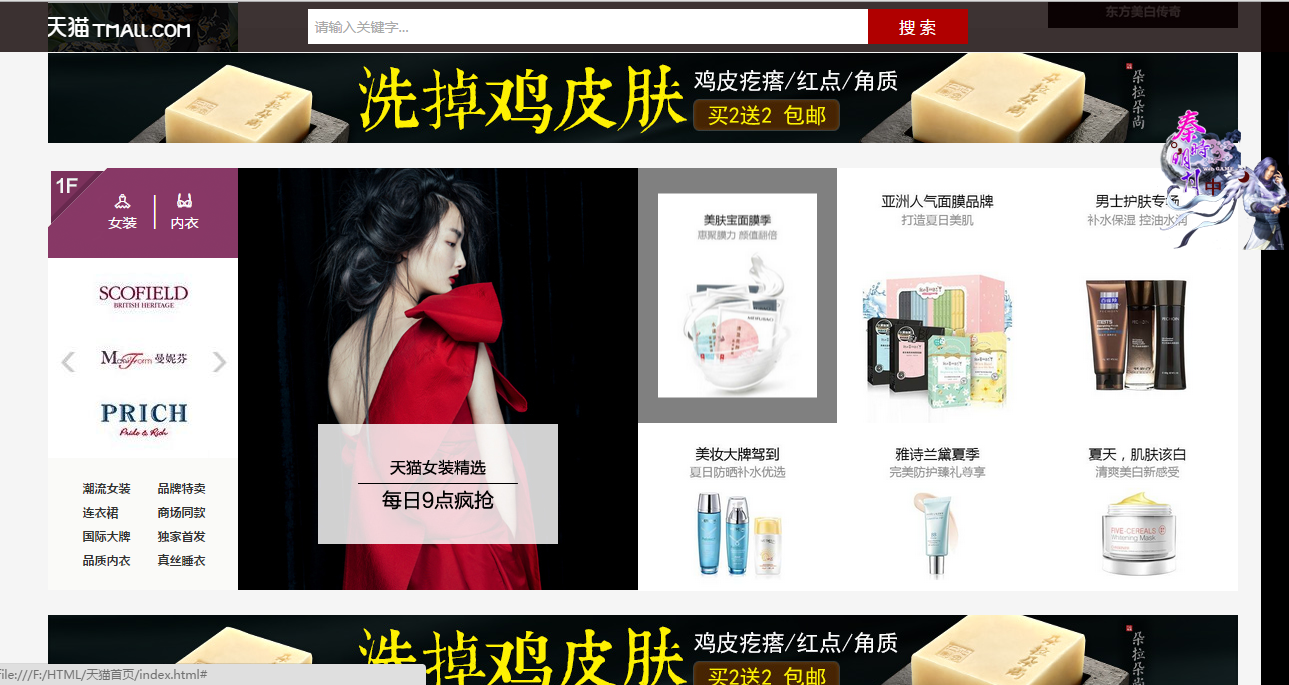 天猫 TMALL.COM
请输入关键字...
搜 索
东方美白传奇
洗掉鸡皮肤
鸡皮疙瘩/红点/角质
买2送2 包邮
朵拉朵尚
秦时明月
1F
女装
内衣
SCOFIELD
BRITISH HERITAGE
ManiForm 曼妮芬
PRICH
Pride & Rich
潮流女装 品牌特卖
连衣裙 商场同款
国际大牌 独家首发
品质内衣 真丝睡衣
天猫女装精选
每日9点疯抢
美肤宝面膜季
惠聚膜力 颜值翻倍
亚洲人气面膜品牌
打造夏日美肌
男士护肤专场
补水保湿 控油水润
美妆大牌驾到
夏日防晒补水优选
雅诗兰黛夏季
完美防护臻礼尊享
夏天，肌肤该白
清爽美白新感受
FIVE-CEREALS
Whitening Mask
洗掉鸡皮肤
鸡皮疙瘩/红点/角质
买2送2 包邮
朵拉朵尚
file:///F:/HTML/天猫首页/index.html#